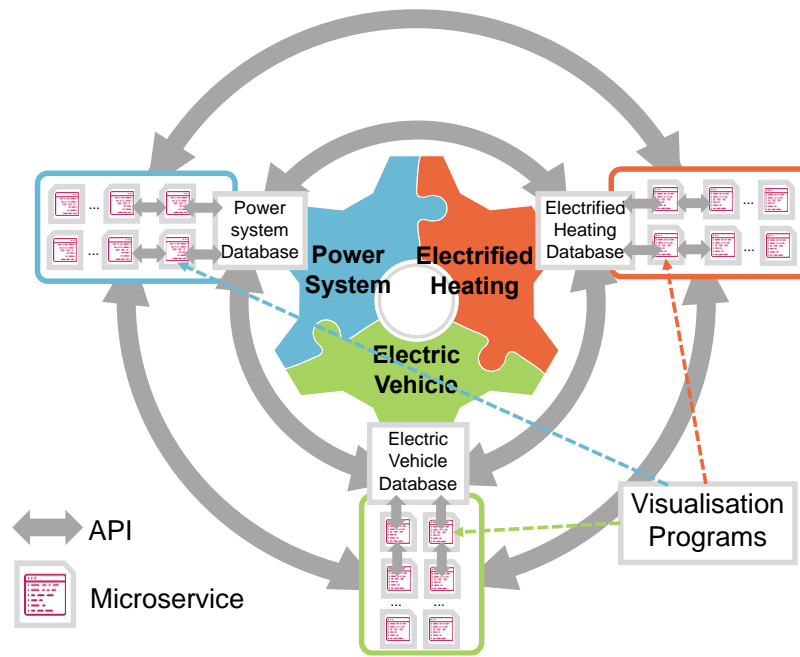 ...
...
Power
system
Database
Power
System
Electrified
Heating
Electrified
Heating
Database
...
...
Electric
Vehicle
Electric
Vehicle
Database
... ...
Visualisation
Programs
API
Microservice